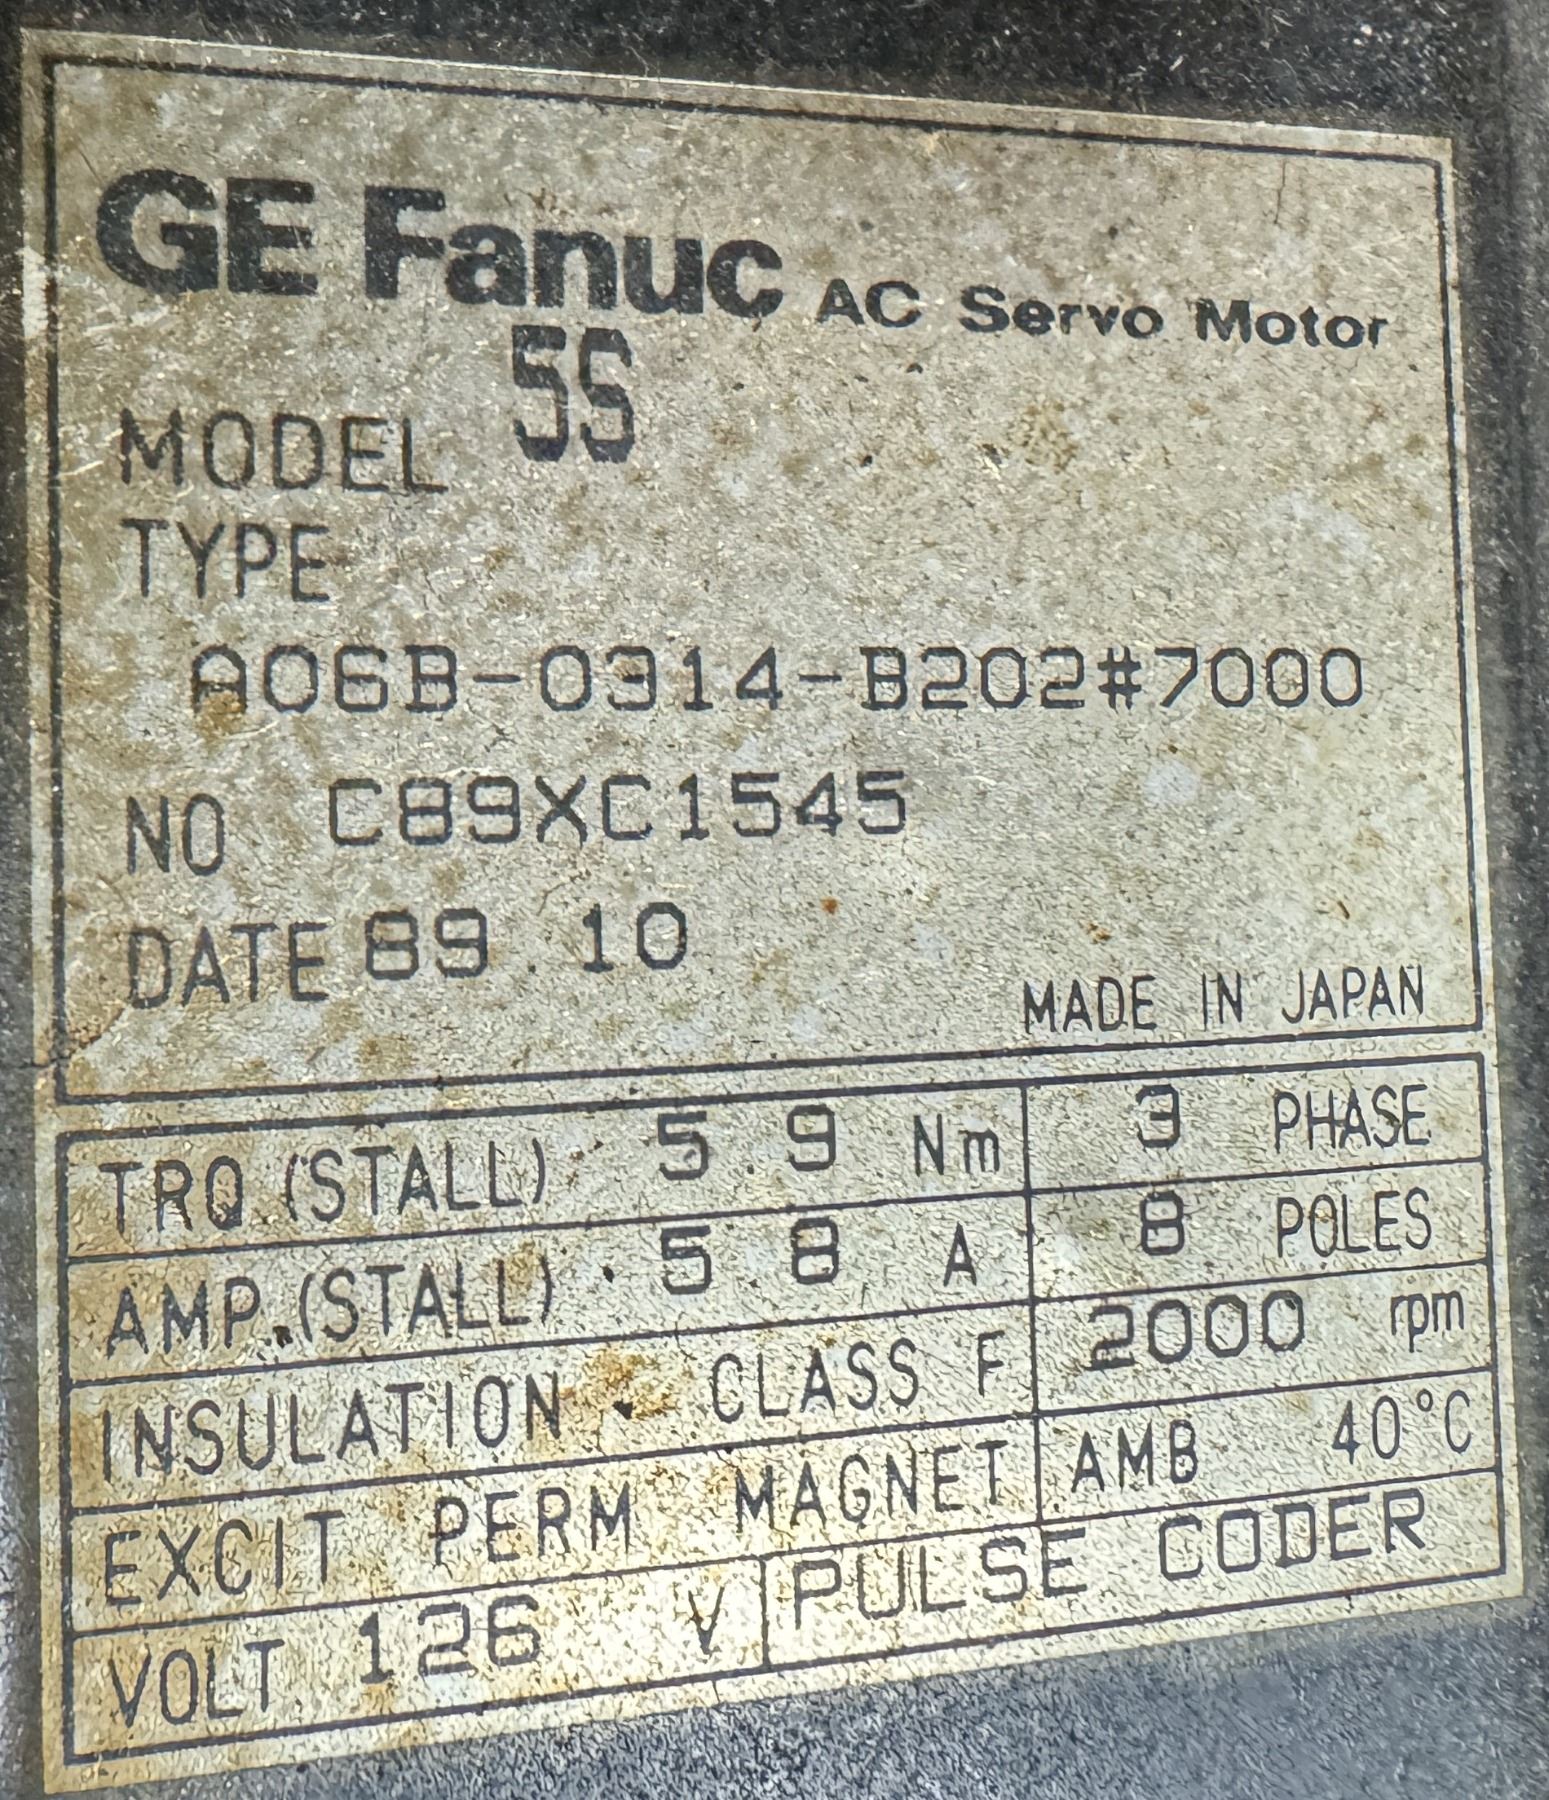 GE Fanuc AC Servo Motor
MODEL 5S
TYPE
A06B-0314-B202#7000
NO C89XC1545
DATE 89.10
MADE IN JAPAN
TRQ (STALL) 5.9 Nm 3 PHASE
AMP.(STALL) 5 8 A 8 POLES
INSULATION CLASS F 2000 rpm
EXCIT PERM MAGNET AMB 40°C
VOLT 126 V PULSE CODER